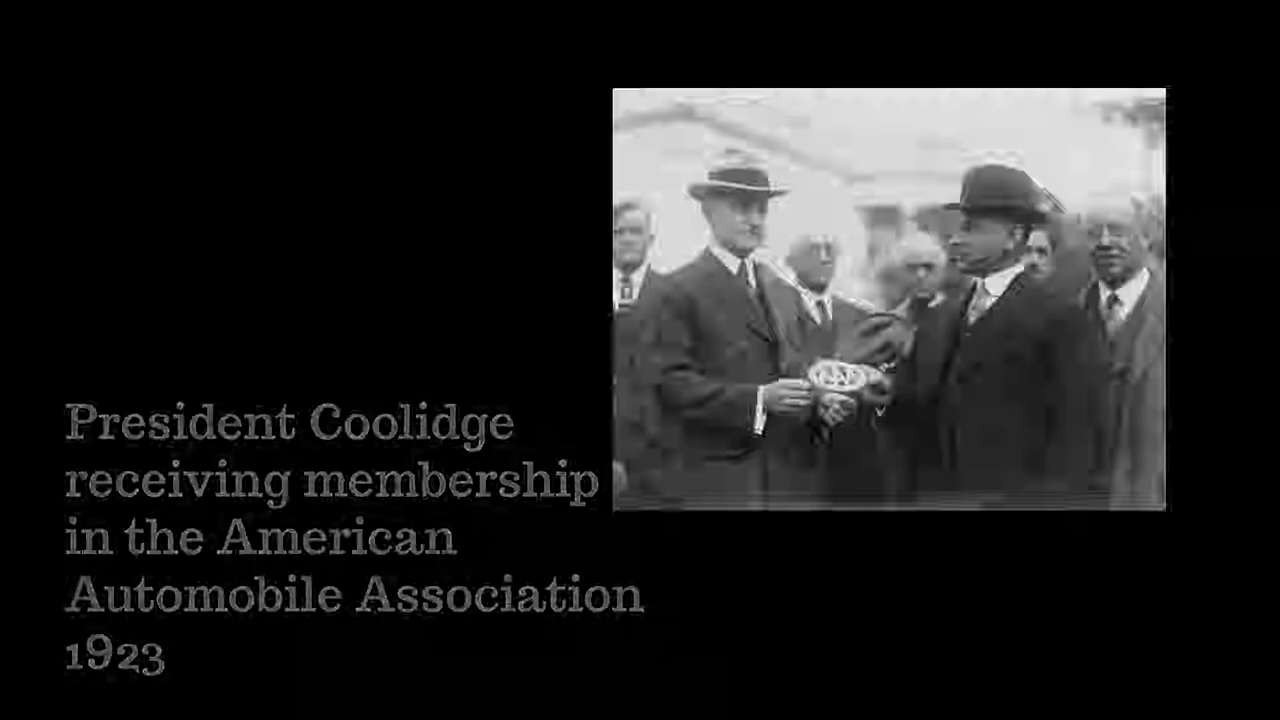 President Coolidge
receiving membership
in the American
Automobile Association
1923